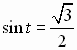 sin t = √3/2